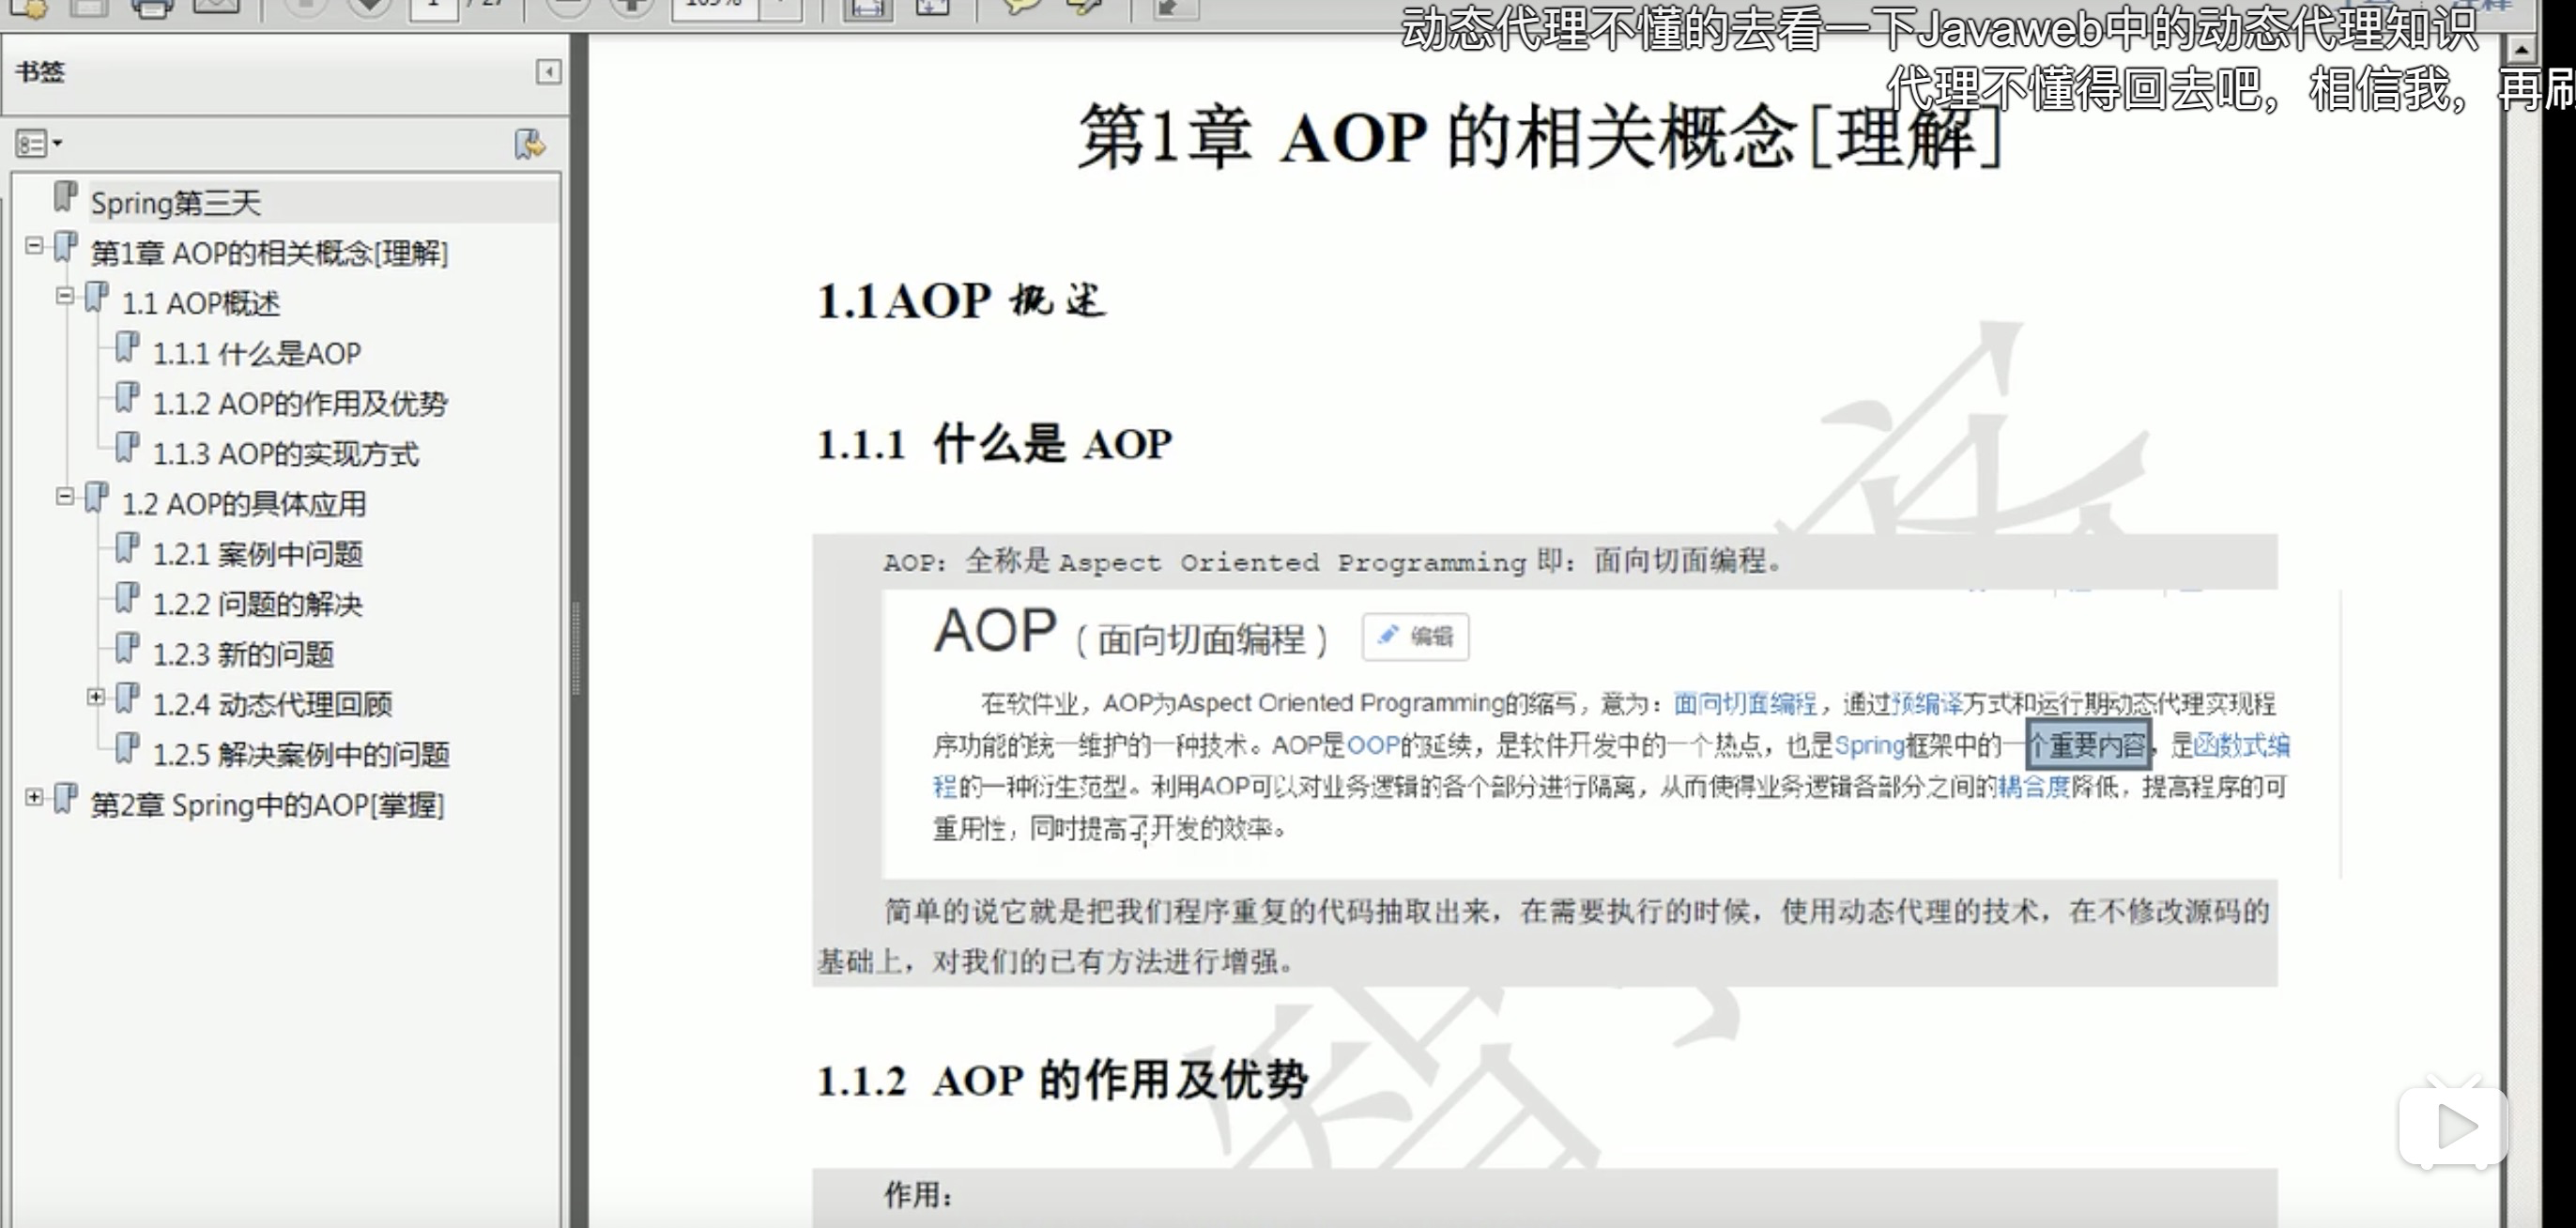 动态代理不懂的去看一下Javaweb中的动态代理知识
代理不懂得回去吧，相信我，再刷
书签
Spring第三天
第1章 AOP的相关概念[理解]
1.1 AOP概述
1.1.1 什么是AOP
1.1.2 AOP的作用及优势
1.1.3 AOP的实现方式
1.2 AOP的具体应用
1.2.1 案例中问题
1.2.2 问题的解决
1.2.3 新的问题
1.2.4 动态代理回顾
1.2.5 解决案例中的问题
第2章 Spring中的AOP[掌握]
第1章 AOP 的相关概念[理解]
1.1AOP 概述
1.1.1 什么是 AOP
AOP：全称是 Aspect Oriented Programming 即：面向切面编程。
AOP（面向切面编程） 编辑
在软件业，AOP为Aspect Oriented Programming的缩写，意为：面向切面编程，通过预编译方式和运行期动态代理实现程
序功能的统一维护的一种技术。AOP是OOP的延续，是软件开发中的一个热点，也是Spring框架中的一个重要内容，是函数式编
程的一种衍生范型。利用AOP可以对业务逻辑的各个部分进行隔离，从而使得业务逻辑各部分之间的耦合度降低，提高程序的可
重用性，同时提高了开发的效率。
简单的说它就是把我们程序重复的代码抽取出来，在需要执行的时候，使用动态代理的技术，在不修改源码的
基础上，对我们的已有方法进行增强。
1.1.2 AOP 的作用及优势
作用：